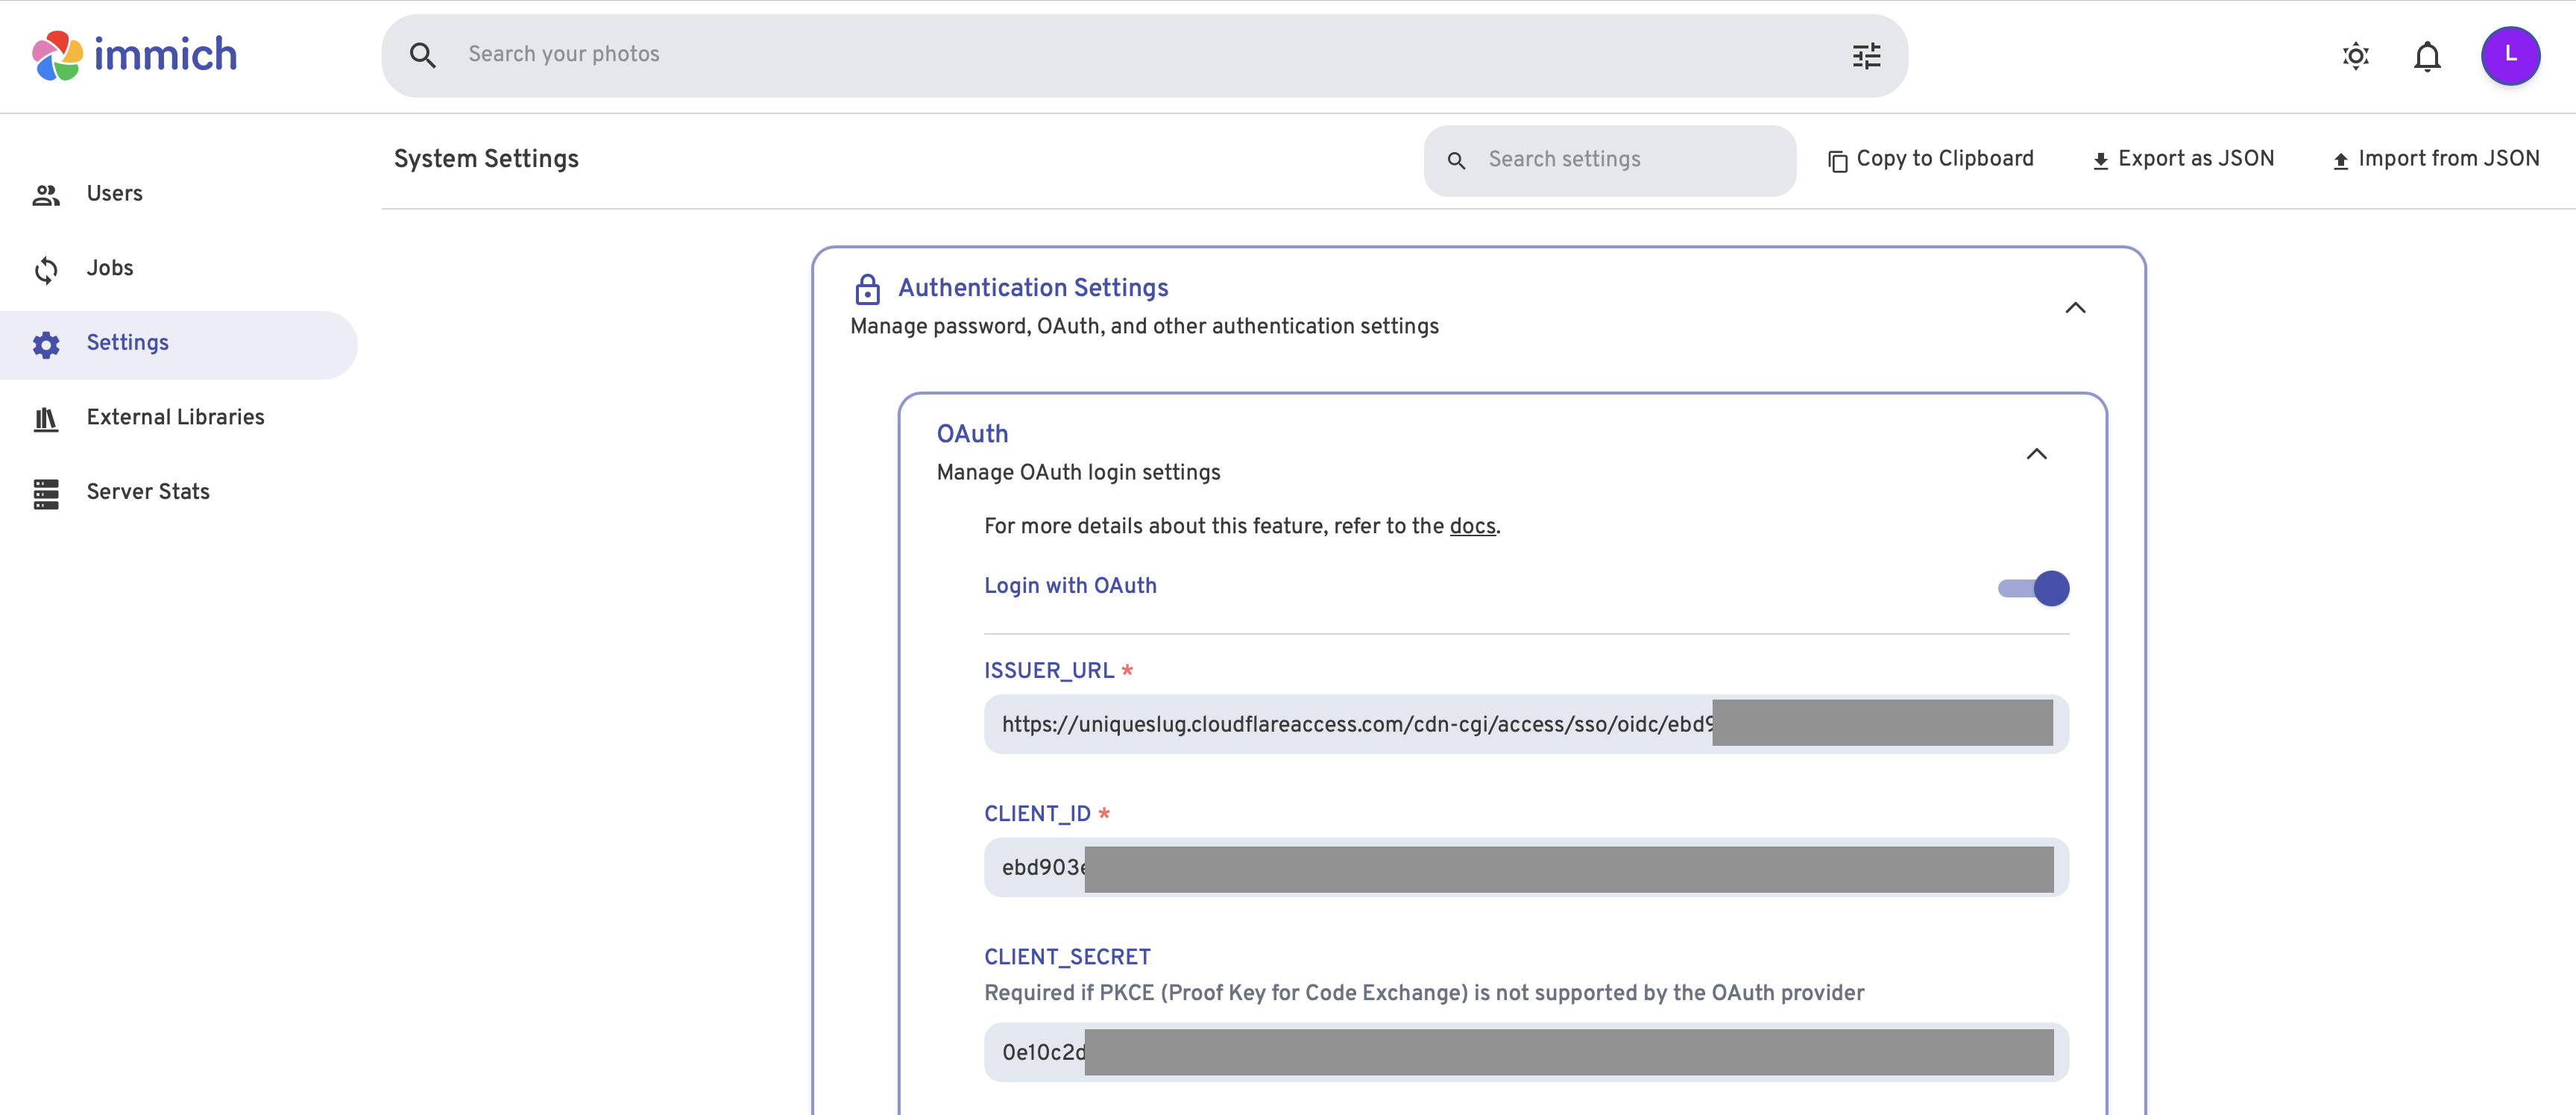 immich
Search your photos
L
System Settings
Search settings
Copy to Clipboard
Export as JSON
Import from JSON
Users
Jobs
Settings
External Libraries
Server Stats
Authentication Settings
Manage password, OAuth, and other authentication settings
OAuth
Manage OAuth login settings
For more details about this feature, refer to the docs.
Login with OAuth
ISSUER_URL *
https://uniqueslug.cloudflareaccess.com/cdn-cgi/access/sso/oidc/ebd9
CLIENT_ID *
ebd903e
CLIENT_SECRET
Required if PKCE (Proof Key for Code Exchange) is not supported by the OAuth provider
0e10c2d